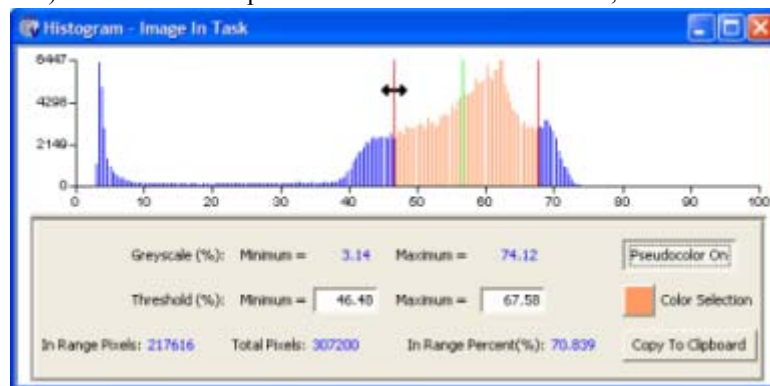 Histogram - Image In Task
6447
4298
2149
0
0 10 20 30 40 50 60 70 80 90 100
Greyscale (%): Minimum = 3.14 Maximum = 74.12 Pseudocolor On
Threshold (%): Minimum = 46.48 Maximum = 67.58 Color Selection
In Range Pixels: 217616 Total Pixels: 307200 In Range Percent(%): 70.839 Copy To Clipboard